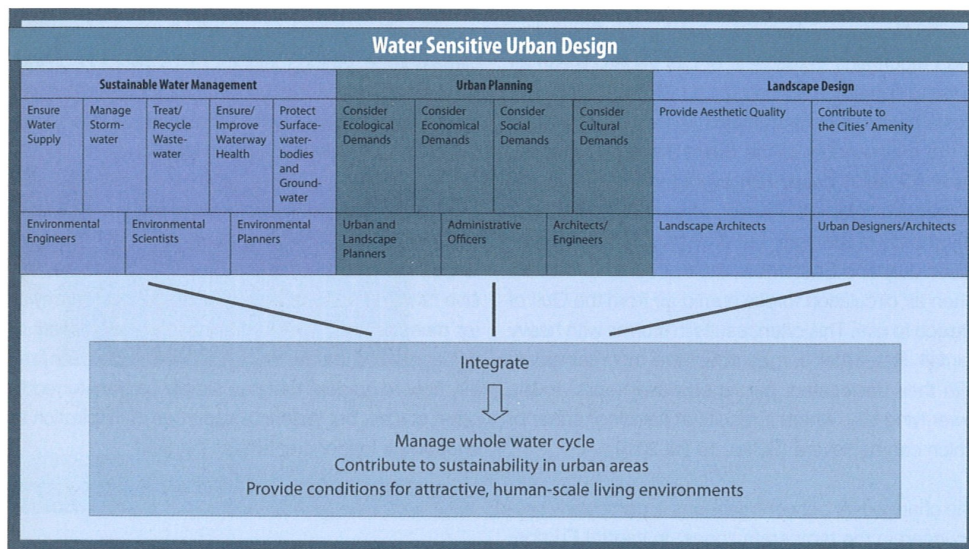 Water Sensitive Urban Design
Sustainable Water Management
Urban Planning
Landscape Design
Ensure
Water
Supply
Manage
Storm-
water
Treat/
Recycle
Waste-
water
Ensure/
Improve
Waterway
Health
Protect
Surface-
water-
bodies
and
Ground-
water
Consider
Ecological
Demands
Consider
Economical
Demands
Consider
Social
Demands
Consider
Cultural
Demands
Provide Aesthetic Quality
Contribute to
the Cities´ Amenity
Environmental
Engineers
Environmental
Scientists
Environmental
Planners
Urban and
Landscape
Planners
Administrative
Officers
Architects/
Engineers
Landscape Architects
Urban Designers/Architects
Integrate
Manage whole water cycle
Contribute to sustainability in urban areas
Provide conditions for attractive, human-scale living environments